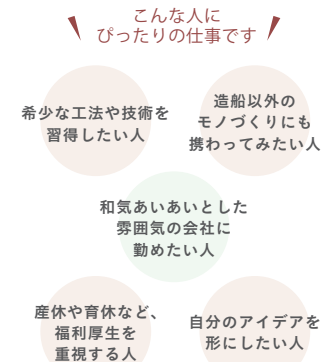 こんな人に
ぴったりの仕事です
希少な工法や技術を
習得したい人
造船以外の
モノづくりにも
携わってみたい人
和気あいあいとした
雰囲気の会社に
勤めたい人
産休や育休など、
福利厚生を
重視する人
自分のアイデアを
形にしたい人